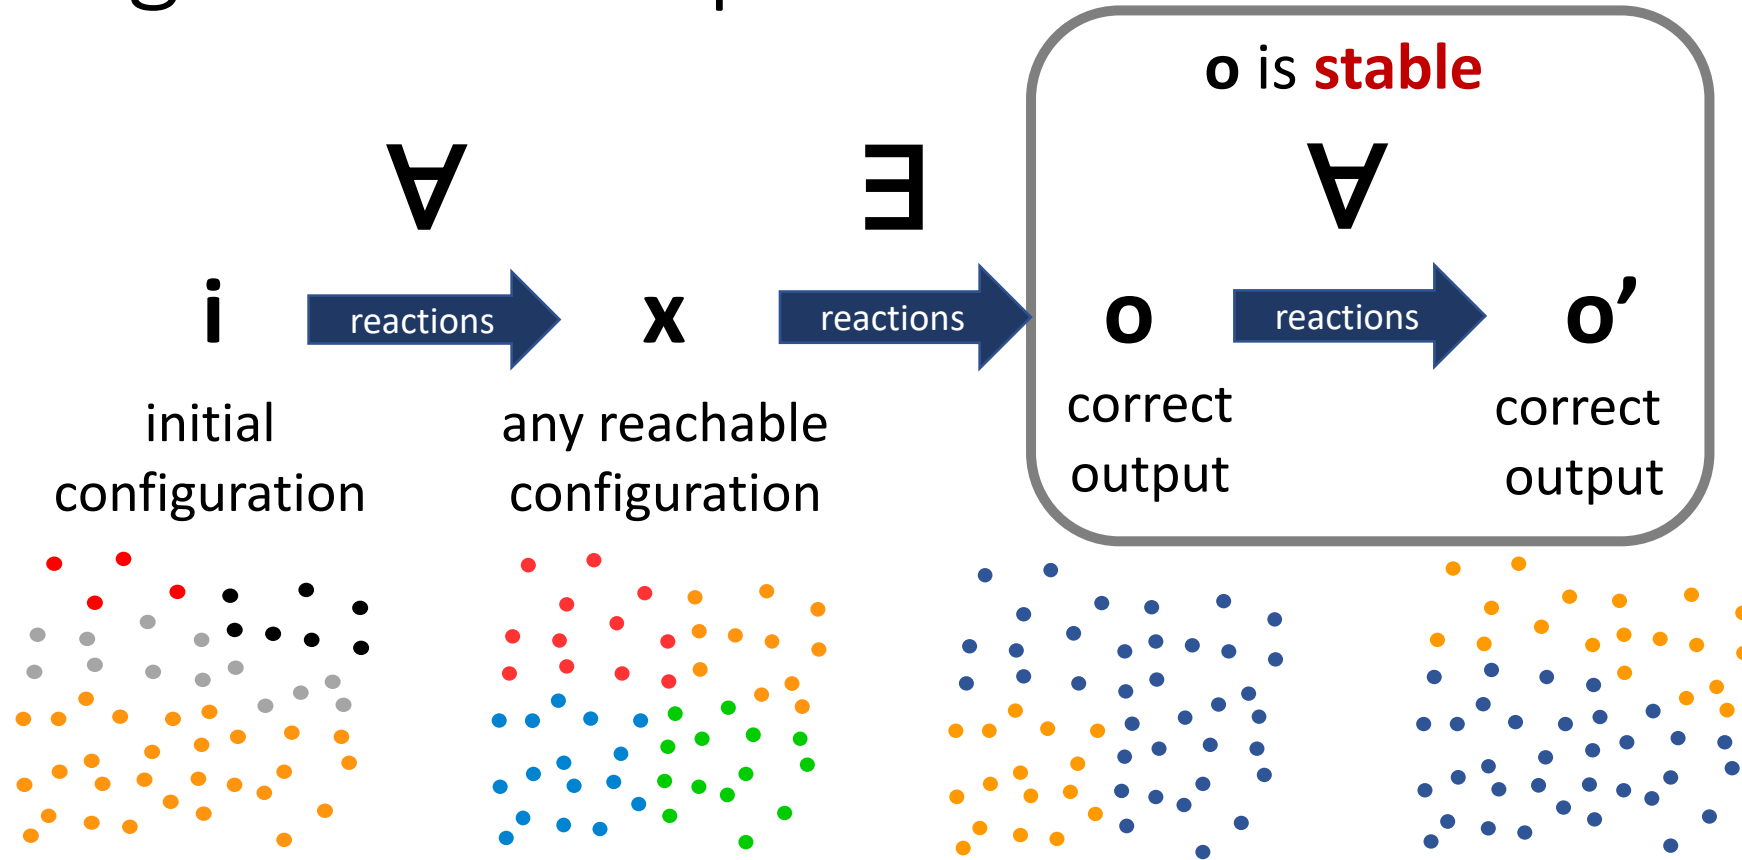 o is stable
∀ ∃ ∀
i reactions x reactions o reactions o’
initial
configuration
any reachable
configuration
correct
output
correct
output